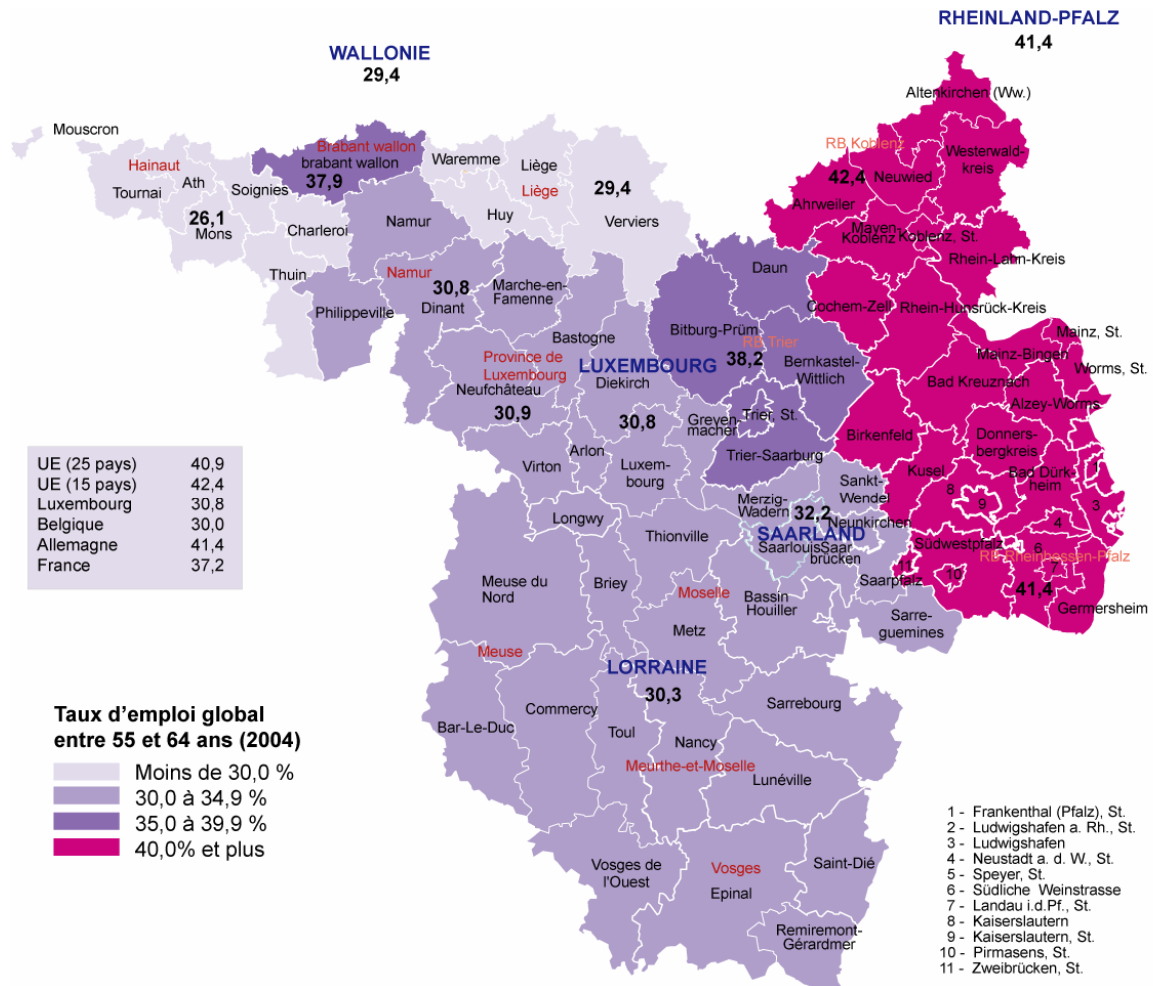 RHEINLAND-PFALZ
41,4
WALLONIE
29,4
Altenkirchen (Ww.)
Mouscron
Hainaut
Tournai
Ath
Soignies
26,1
Mons
Charleroi
Thuin
Brabant wallon
brabant wallon
37,9
Waremme
Liège
Liège
Huy
29,4
Verviers
RB Koblenz
Westerwald-
kreis
42,4
Neuwied
Ahrweiler
Mayen
Koblenz
Koblenz, St.
Rhein-Lahn-Kreis
Namur
Namur
30,8
Dinant
Philippeville
Marche-en-
Famenne
Daun
Cochem-Zell
Rhein-Hunsrück-Kreis
Bastogne
Bitburg-Prüm
RB Trier
38,2
Bernkastel-
Wittlich
Mainz, St.
Mainz-Bingen
Worms, St.
Bad Kreuznach
Alzey-Worms
Province de
Luxembourg
Neufchâteau
30,9
LUXEMBOURG
Diekirch
30,8
Greven-
macher
Trier, St.
Trier-Saarburg
Birkenfeld
Donners-
bergkreis
Virton
Arlon
Luxem-
bourg
Kusel
Bad Dürk-
heim
1
8
9
3
4
Merzig-
Wadern
Sankt-
Wendel
32,2
Neunkirchen
SAARLAND
Saarlouis
Saar
brücken
Saarpfalz
Südwestpfalz
6
RB Rheinhessen-Pfalz
7
11
10
41,4
Germersheim
UE (25 pays) 40,9
UE (15 pays) 42,4
Luxembourg 30,8
Belgique 30,0
Allemagne 41,4
France 37,2
Longwy
Thionville
Meuse du
Nord
Briey
Moselle
Bassin
Houiller
Metz
Sarre-
guemines
Meuse
LORRAINE
30,3
Sarrebourg
Commercy
Bar-Le-Duc
Toul
Nancy
Meurthe-et-Moselle
Lunéville
Vosges de
l'Ouest
Vosges
Epinal
Saint-Dié
Remiremont-
Gérardmer
Taux d'emploi global
entre 55 et 64 ans (2004)
Moins de 30,0 %
30,0 à 34,9 %
35,0 à 39,9 %
40,0% et plus
1 - Frankenthal (Pfalz), St.
2 - Ludwigshafen a. Rh., St.
3 - Ludwigshafen
4 - Neustadt a. d. W., St.
5 - Speyer, St.
6 - Südliche Weinstrasse
7 - Landau i.d.Pf., St.
8 - Kaiserslautern
9 - Kaiserslautern, St.
10 - Pirmasens, St.
11 - Zweibrücken, St.